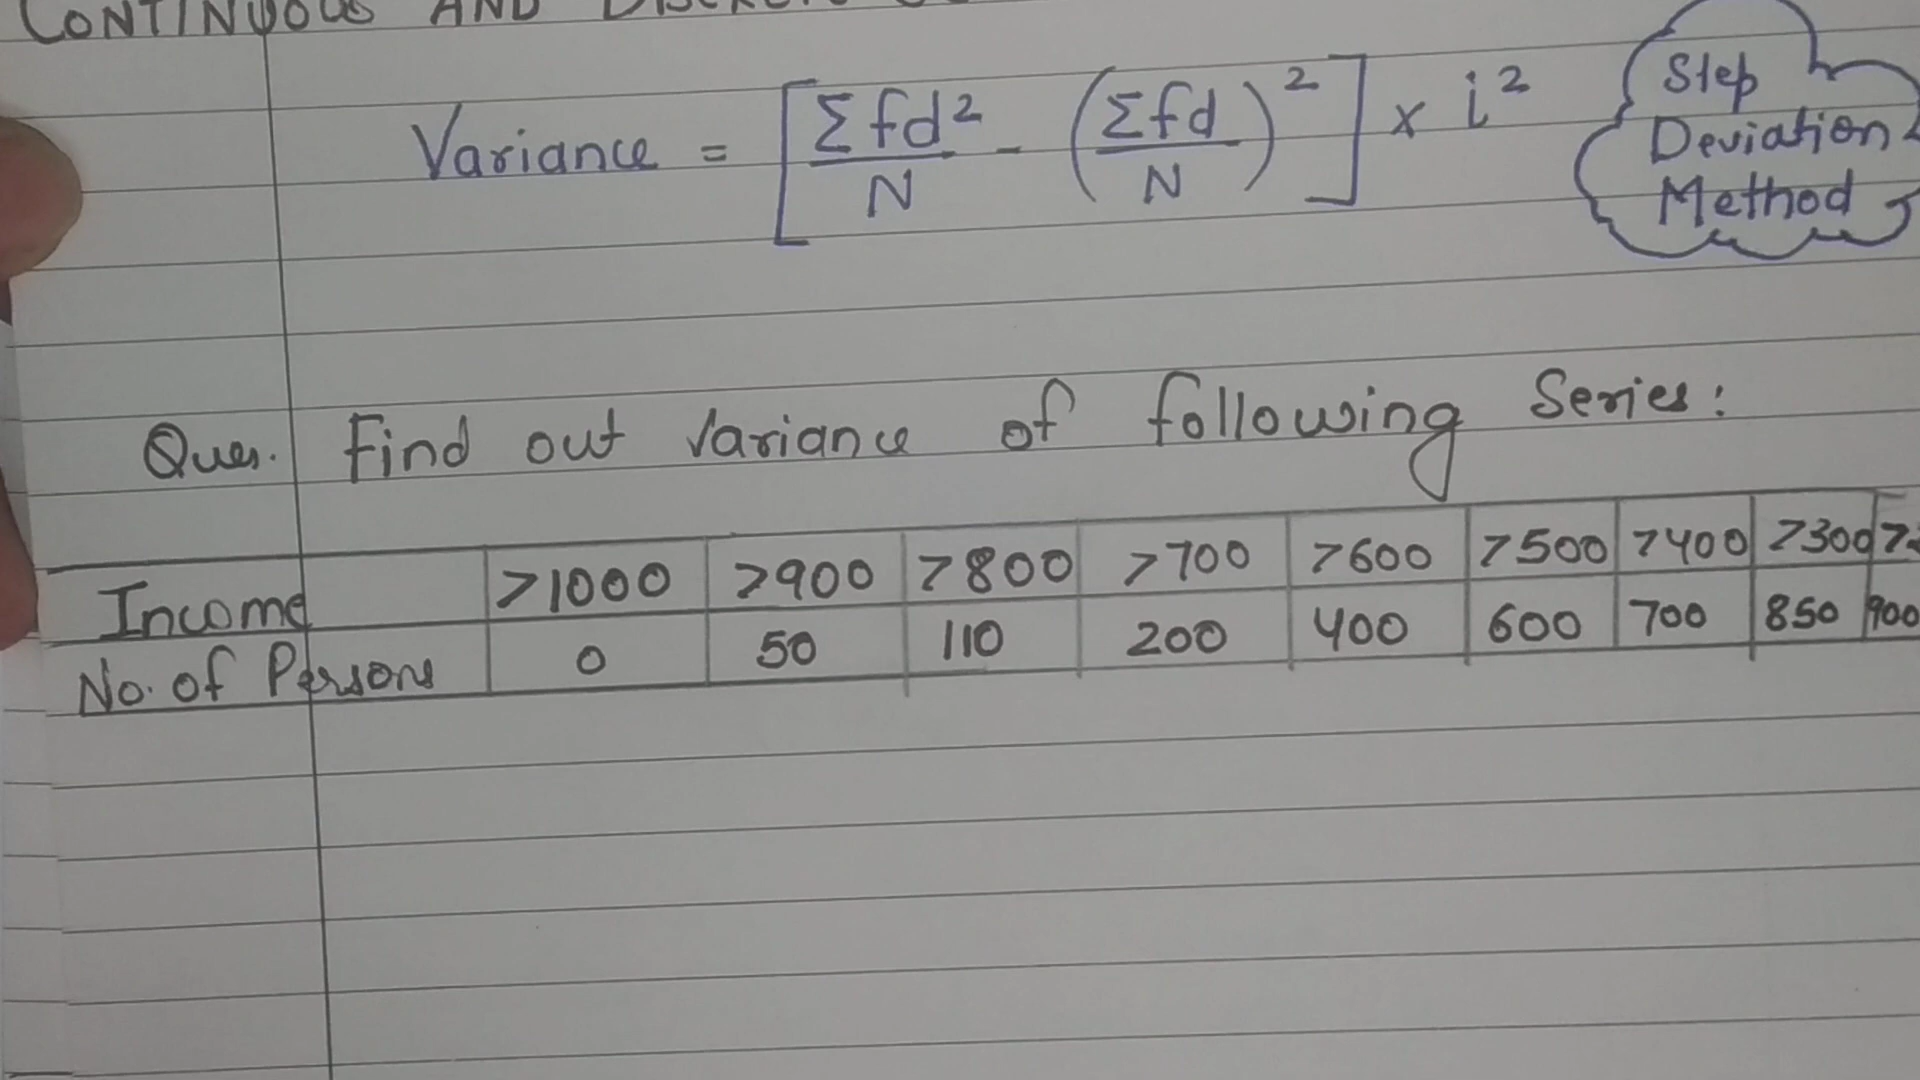 CONTINUOUS AND
Variance = [Σfd²/N - (Σfd/N)²] × i²
Step
Deviation
Method
Ques. Find out Variance of following Series:
Income >1000 >900 >800 >700 >600 >500 >400 >300
No. of Persons 0 50 110 200 400 600 700 850 900